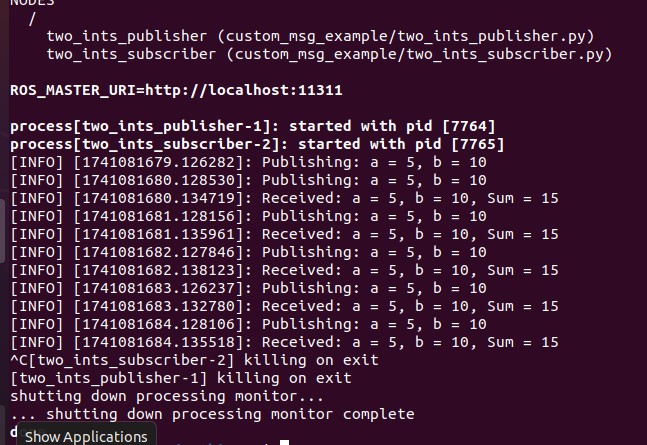 NODES
/
two_ints_publisher (custom_msg_example/two_ints_publisher.py)
two_ints_subscriber (custom_msg_example/two_ints_subscriber.py)
ROS_MASTER_URI=http://localhost:11311
process[two_ints_publisher-1]: started with pid [7764]
process[two_ints_subscriber-2]: started with pid [7765]
[INFO] [1741081679.126282]: Publishing: a = 5, b = 10
[INFO] [1741081680.128530]: Publishing: a = 5, b = 10
[INFO] [1741081680.134719]: Received: a = 5, b = 10, Sum = 15
[INFO] [1741081681.128156]: Publishing: a = 5, b = 10
[INFO] [1741081681.135961]: Received: a = 5, b = 10, Sum = 15
[INFO] [1741081682.127846]: Publishing: a = 5, b = 10
[INFO] [1741081682.138123]: Received: a = 5, b = 10, Sum = 15
[INFO] [1741081683.126237]: Publishing: a = 5, b = 10
[INFO] [1741081683.132780]: Received: a = 5, b = 10, Sum = 15
[INFO] [1741081684.128106]: Publishing: a = 5, b = 10
[INFO] [1741081684.135518]: Received: a = 5, b = 10, Sum = 15
^C[two_ints_subscriber-2] killing on exit
[two_ints_publisher-1] killing on exit
shutting down processing monitor...
... shutting down processing monitor complete
Show Applications